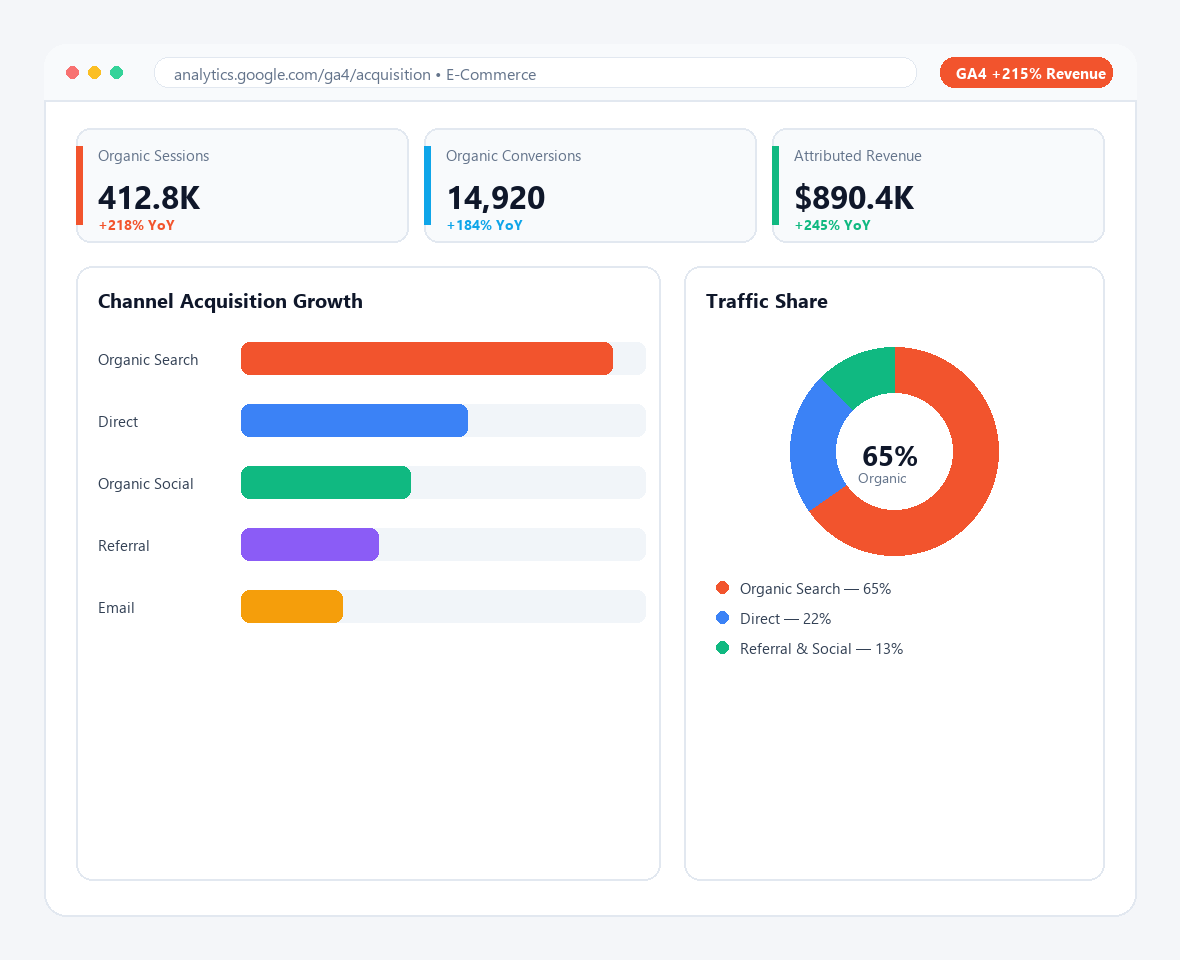 analytics.google.com/ga4/acquisition • E-Commerce
GA4 +215% Revenue
Organic Sessions
412.8K
+218% YoY
Organic Conversions
14,920
+184% YoY
Attributed Revenue
$890.4K
+245% YoY
Channel Acquisition Growth
Organic Search
Direct
Organic Social
Referral
Email
Traffic Share
65%
Organic
Organic Search — 65%
Direct — 22%
Referral & Social — 13%